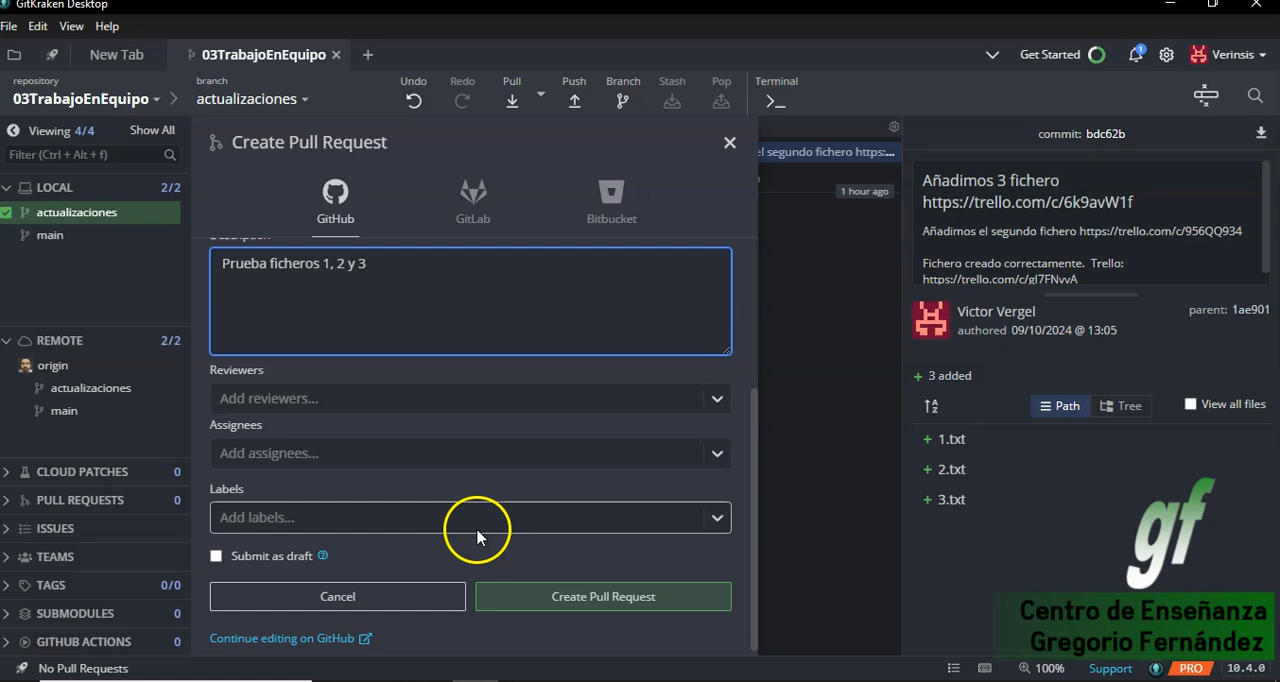 GitKraken Desktop
File Edit View Help
New Tab 03TrabajoEnEquipo Get Started 1 Verinsis
repository branch Undo Redo Pull Push Branch Stash Pop Terminal
03TrabajoEnEquipo actualizaciones
Viewing 4/4 Show All
Filter (Ctrl + Alt + f)
LOCAL 2/2
actualizaciones
main
REMOTE 2/2
origin
actualizaciones
main
CLOUD PATCHES 0
PULL REQUESTS 0
ISSUES
TEAMS
TAGS 0/0
SUBMODULES 0
GITHUB ACTIONS 0
No Pull Requests
Create Pull Request
GitHub GitLab Bitbucket
Description
Prueba ficheros 1, 2 y 3
Reviewers
Add reviewers...
Assignees
Add assignees...
Labels
Add labels...
Submit as draft
Cancel Create Pull Request
Continue editing on GitHub
el segundo fichero https:...
1 hour ago
commit: bdc62b
Añadimos 3 fichero
https://trello.com/c/6k9avW1f
Añadimos el segundo fichero https://trello.com/c/956QQ934
Fichero creado correctamente. Trello:
https://trello.com/c/gl7FNvvA
Victor Vergel parent: 1ae901
authored 09/10/2024 @ 13:05
+ 3 added
Path Tree View all files
+ 1.txt
+ 2.txt
+ 3.txt
gf
Centro de Enseñanza
Gregorio Fernández
100% Support PRO 10.4.0